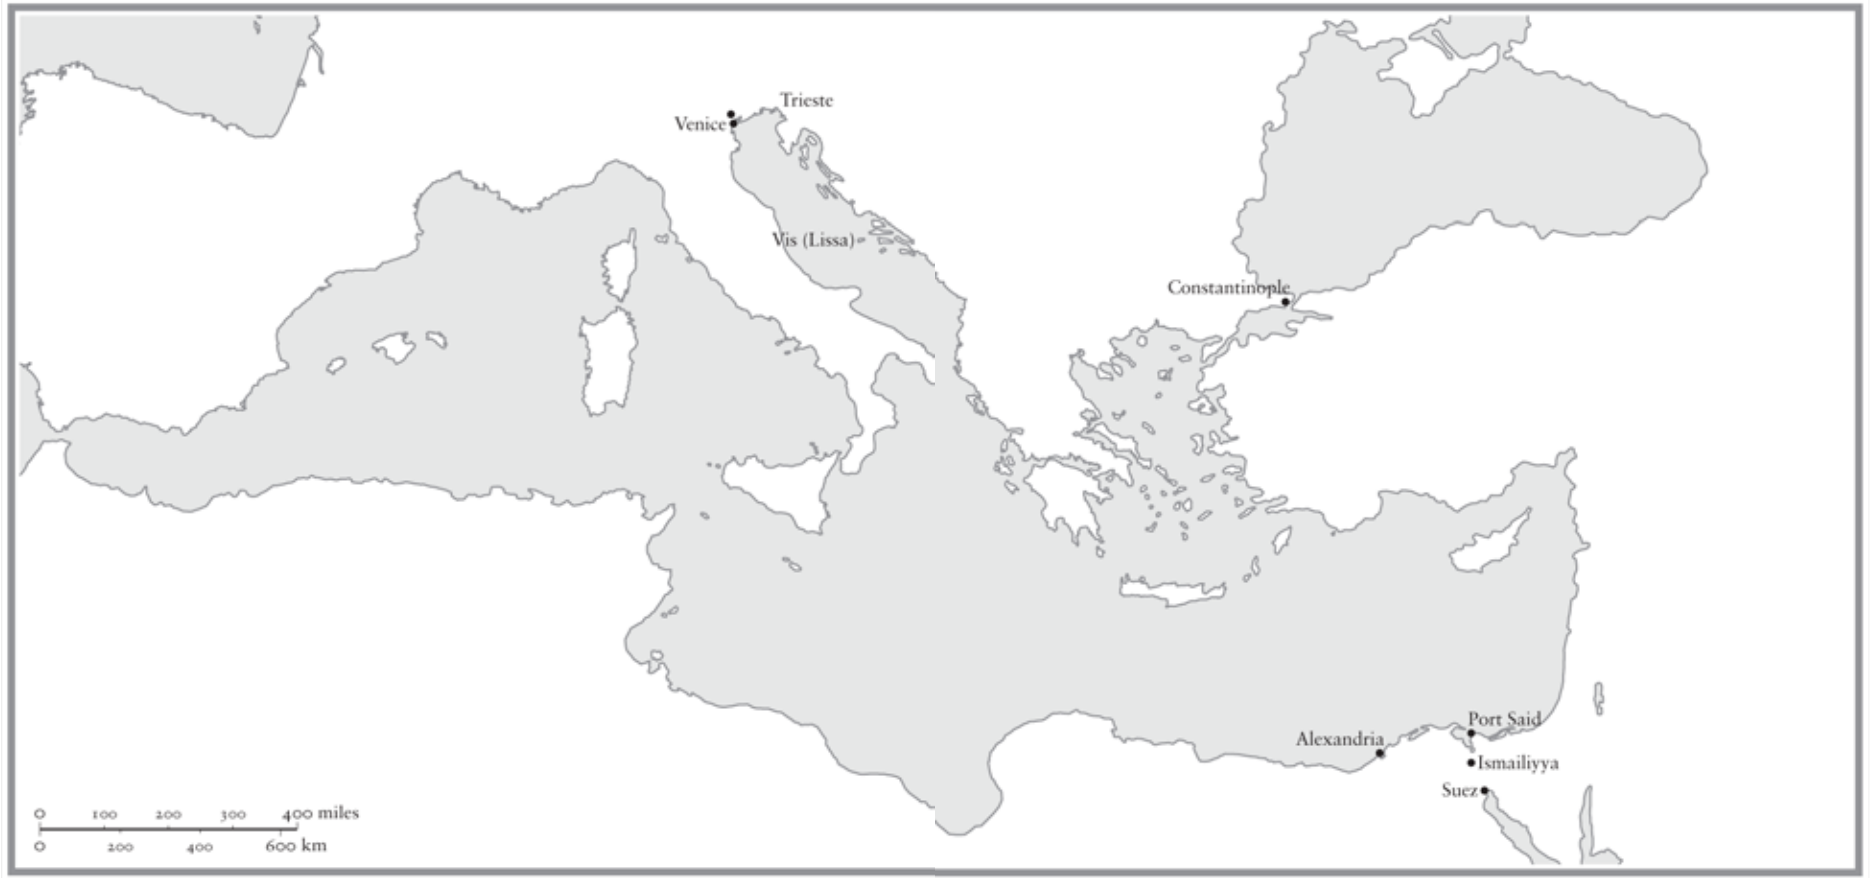 Trieste
Venice
Vis (Lissa)
Constantinople
Port Said
Alexandria
Ismailiyya
Suez
0 100 200 300 400 miles
0 200 400 600 km